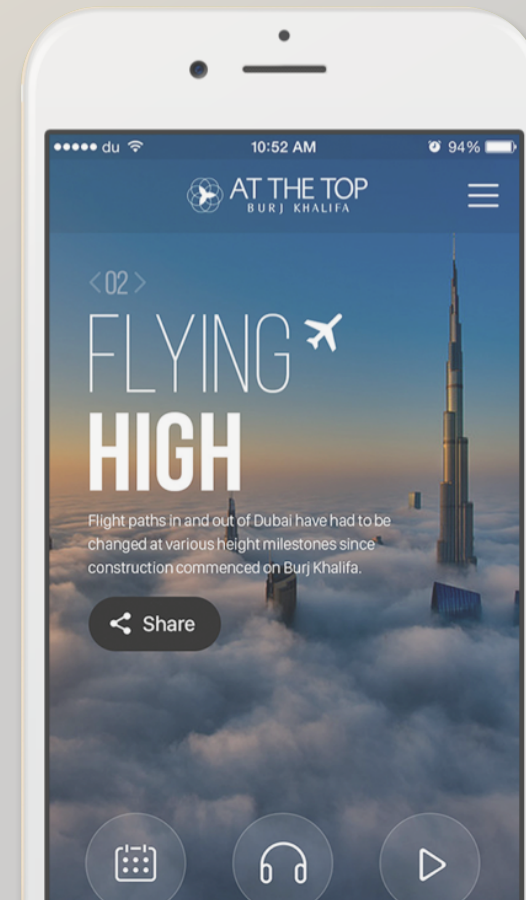 du
10:52 AM
94%
AT THE TOP
BURJ KHALIFA
<02>
FLYING
HIGH
Flight paths in and out of Dubai have had to be
changed at various height milestones since
construction commenced on Burj Khalifa.
Share